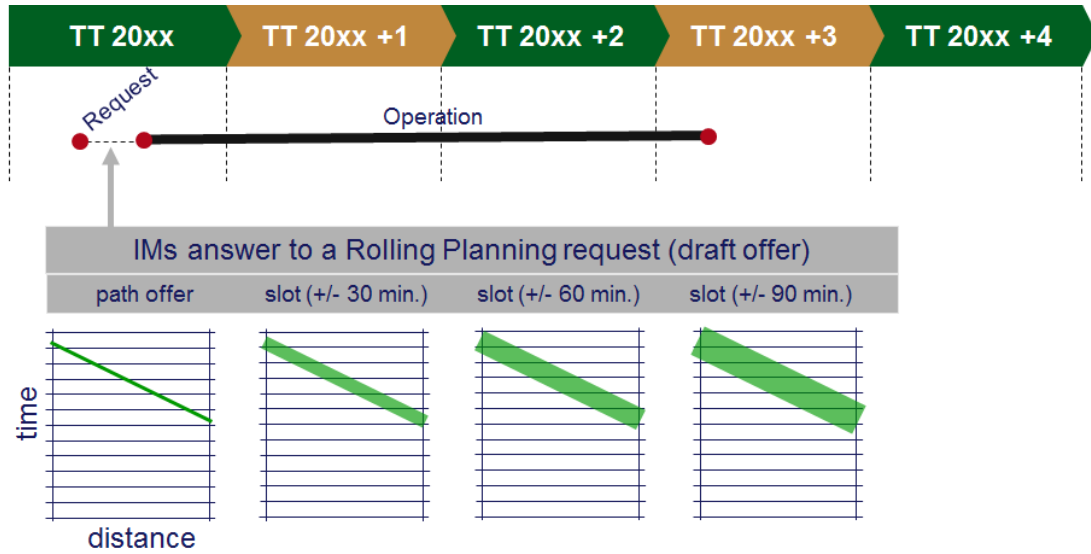 TT 20xx
TT 20xx +1
TT 20xx +2
TT 20xx +3
TT 20xx +4
Request
Operation
IMs answer to a Rolling Planning request (draft offer)
path offer
slot (+/- 30 min.)
slot (+/- 60 min.)
slot (+/- 90 min.)
time
distance